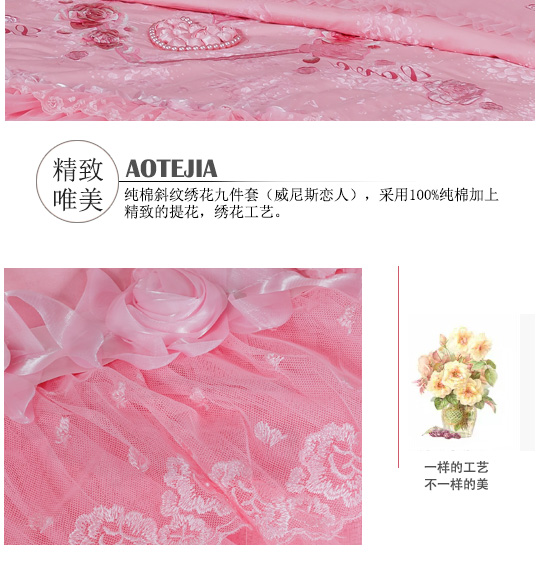 精致
唯美
AOTEJIA
纯棉斜纹绣花九件套（威尼斯恋人），采用100%纯棉加上
精致的提花，绣花工艺。
一样的工艺
不一样的美